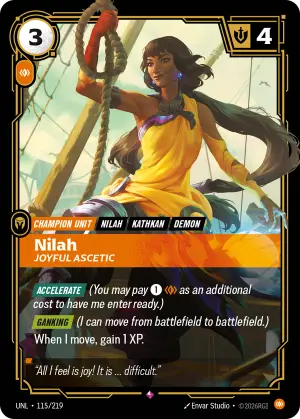 3
4
CHAMPION UNIT NILAH KATHKAN DEMON
Nilah
JOYFUL ASCETIC
ACCELERATE (You may pay 1 as an additional
cost to have me enter ready.)
GANKING (I can move from battlefield to battlefield.)
When I move, gain 1 XP.
"All I feel is joy! It is ... difficult."
UNL • 115/219 Envar Studio • ©2026RGI